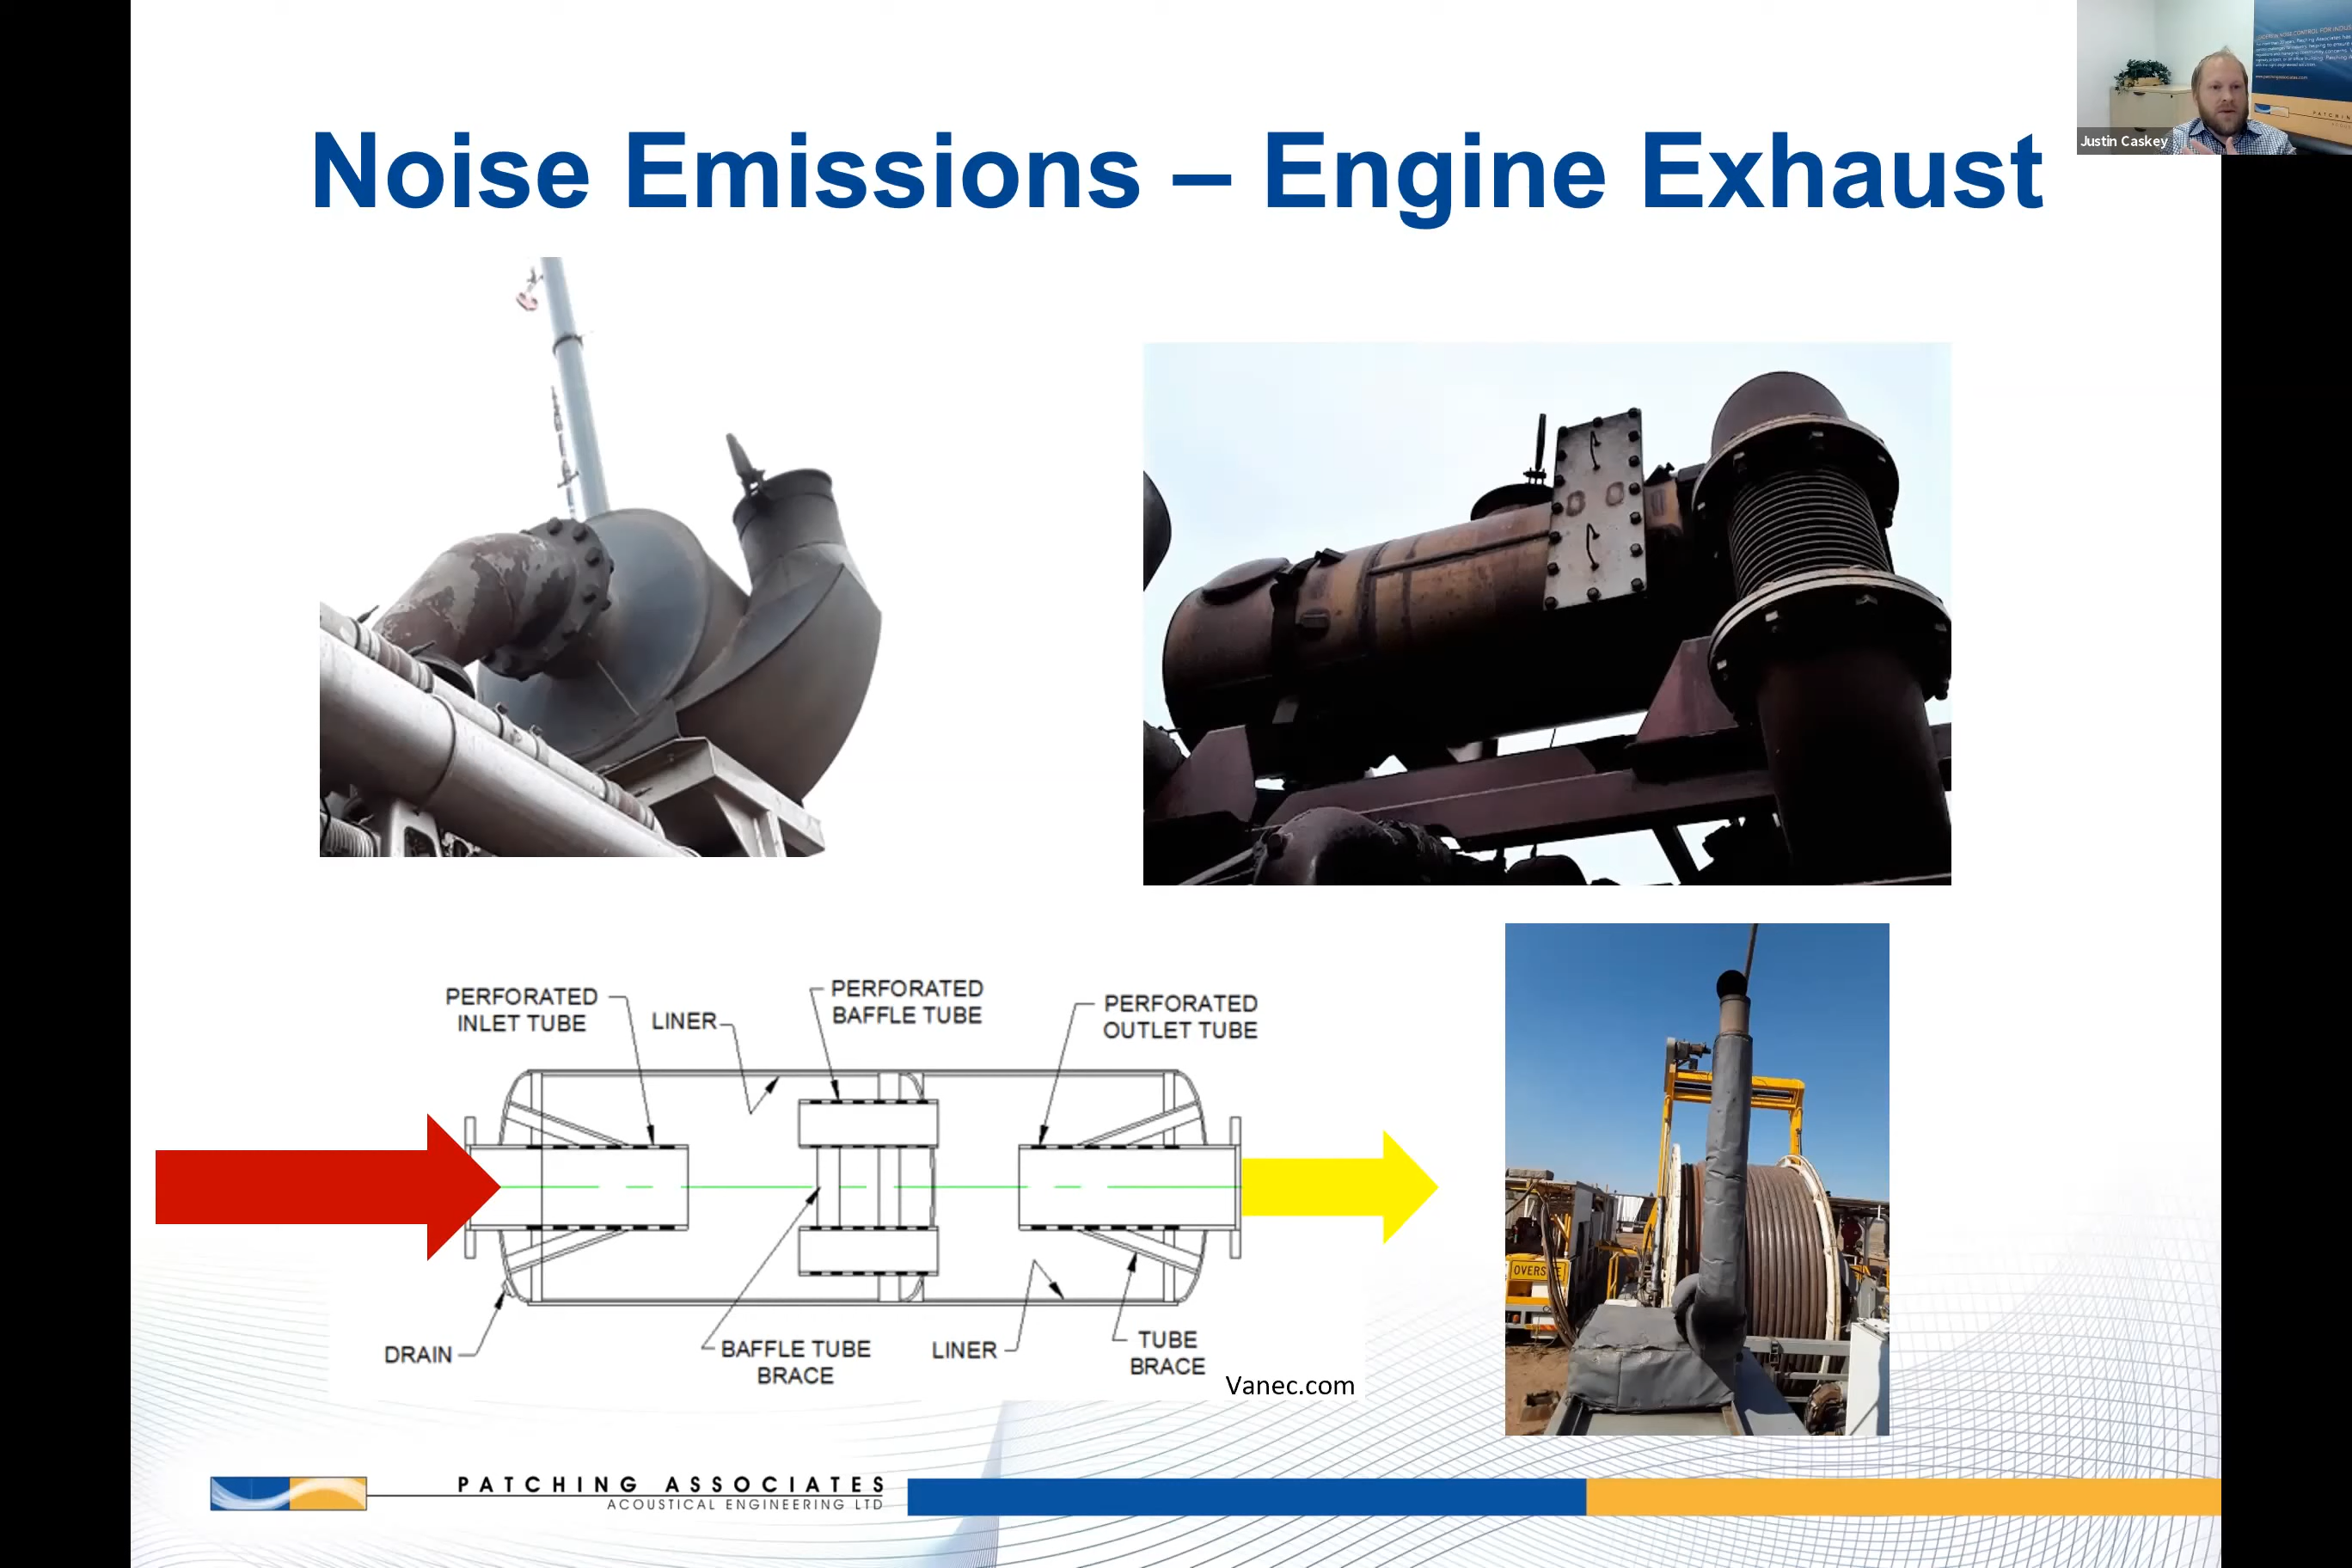 Noise Emissions – Engine Exhaust
Justin Caskey
PERFORATED
INLET TUBE
LINER
PERFORATED
BAFFLE TUBE
PERFORATED
OUTLET TUBE
DRAIN
BAFFLE TUBE
BRACE
LINER
TUBE
BRACE
Vanec.com
PATCHING ASSOCIATES
ACOUSTICAL ENGINEERING LTD